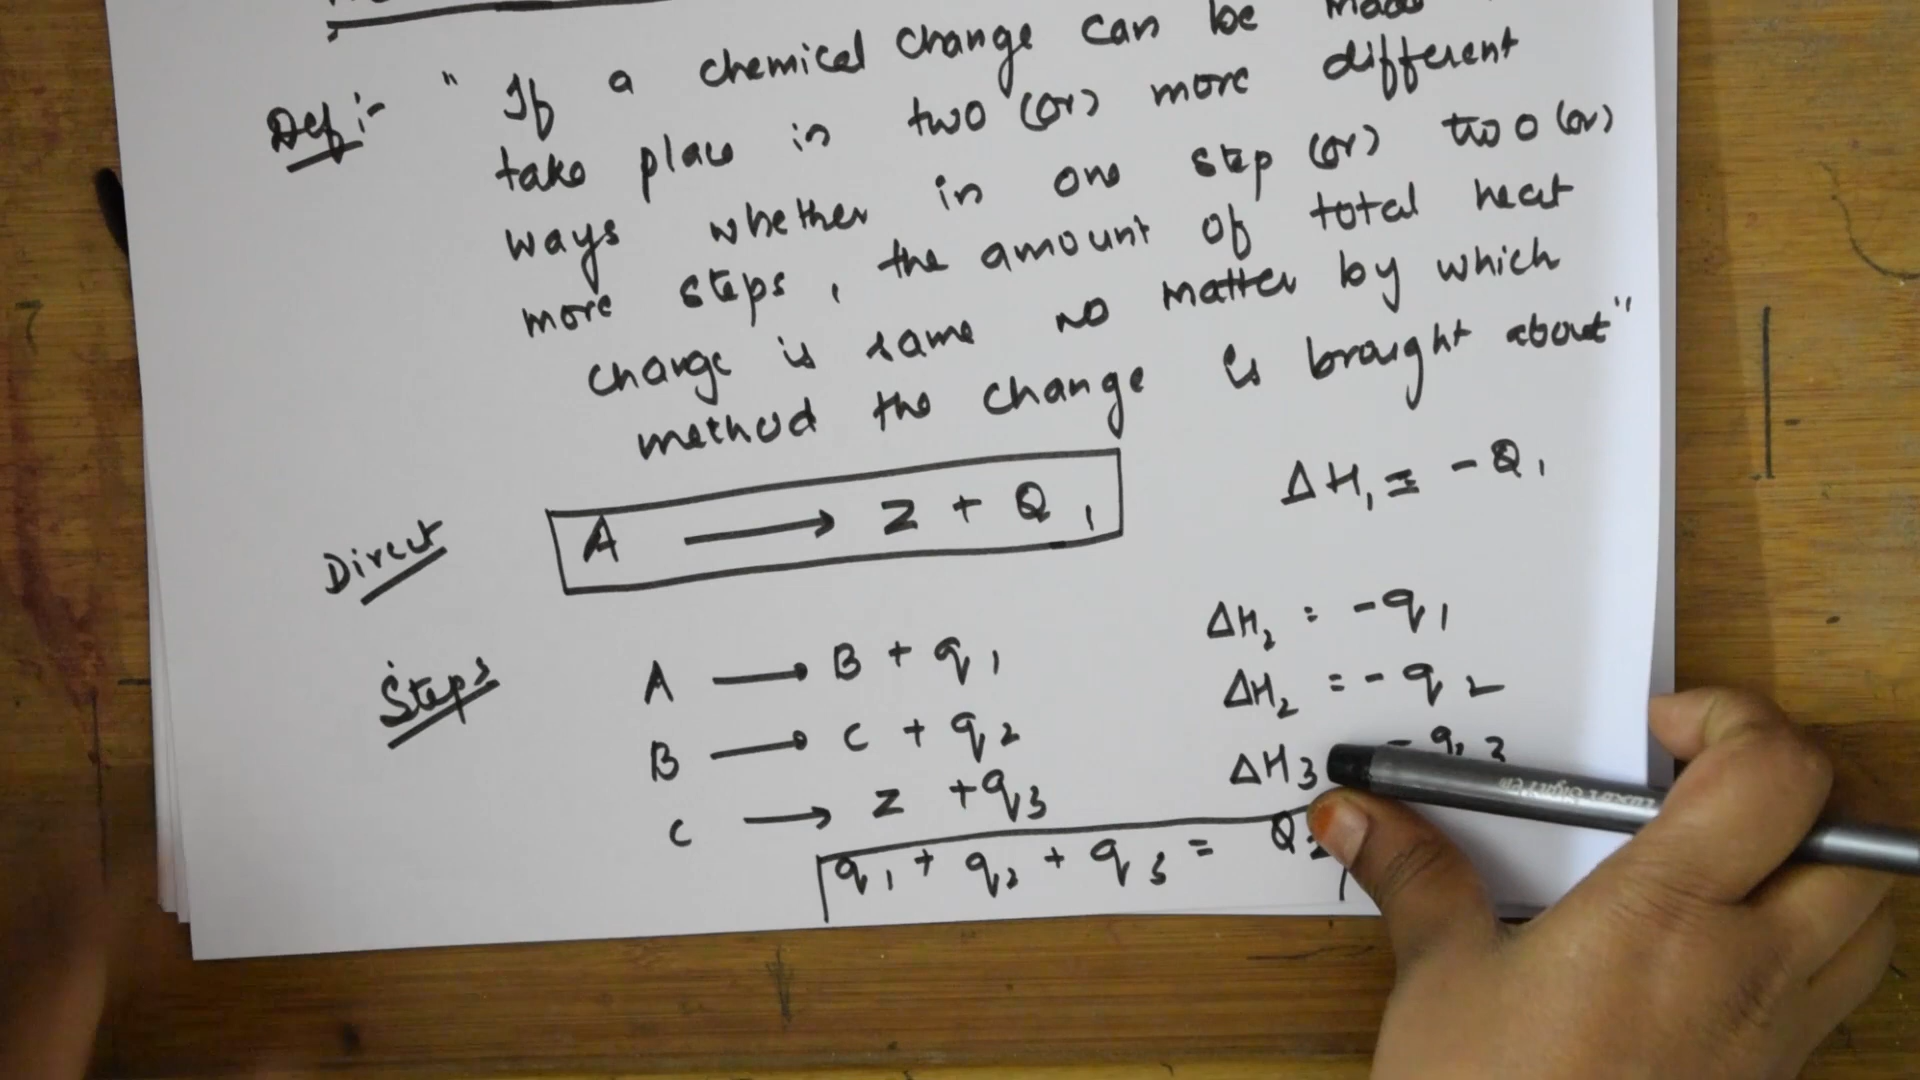 Def:- " If a chemical change can be made
take place in two (or) more different
ways whether in one step (or) two (or)
more steps, the amount of total heat
change is same no matter by which
method the change is brought about"
Direct A → Z + Q1 ΔH1 = -Q1
Steps A → B + q1 ΔH2 = -q1
B → C + q2 ΔH2 = -q2
C → Z + q3 ΔH3 - q3
q1 + q2 + q3 = Q2